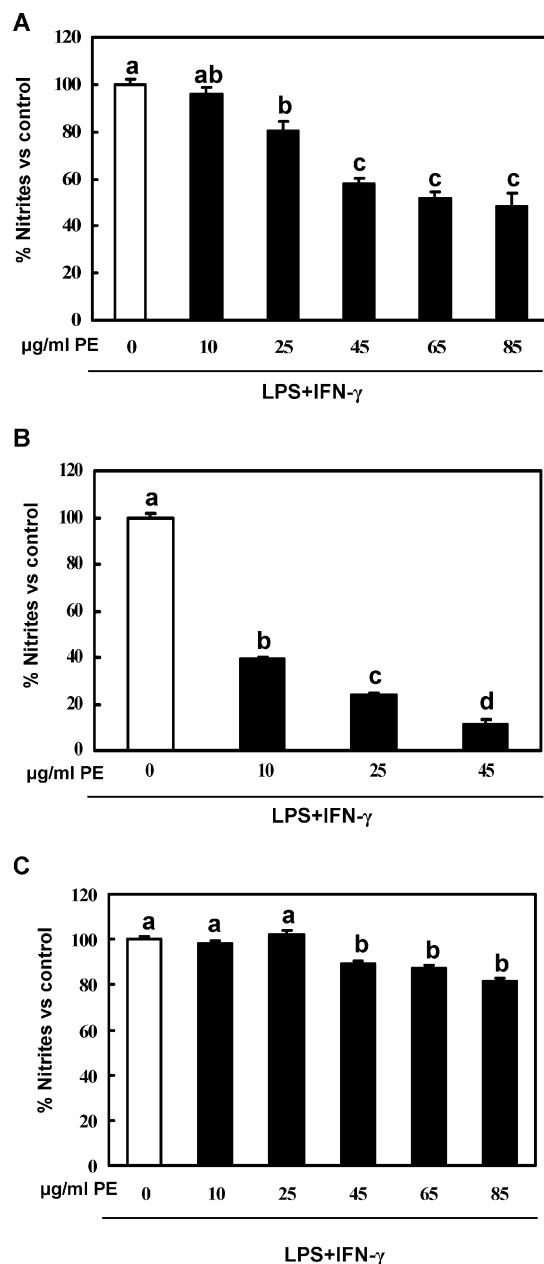 A
% Nitrites vs control
120
100
80
60
40
20
0
a
ab
b
c
c
c
µg/ml PE
0 10 25 45 65 85
LPS+IFN-γ
B
% Nitrites vs control
120
100
80
60
40
20
0
a
b
c
d
µg/ml PE
0 10 25 45
LPS+IFN-γ
C
% Nitrites vs control
120
100
80
60
40
20
0
a
a
a
b
b
b
µg/ml PE
0 10 25 45 65 85
LPS+IFN-γ